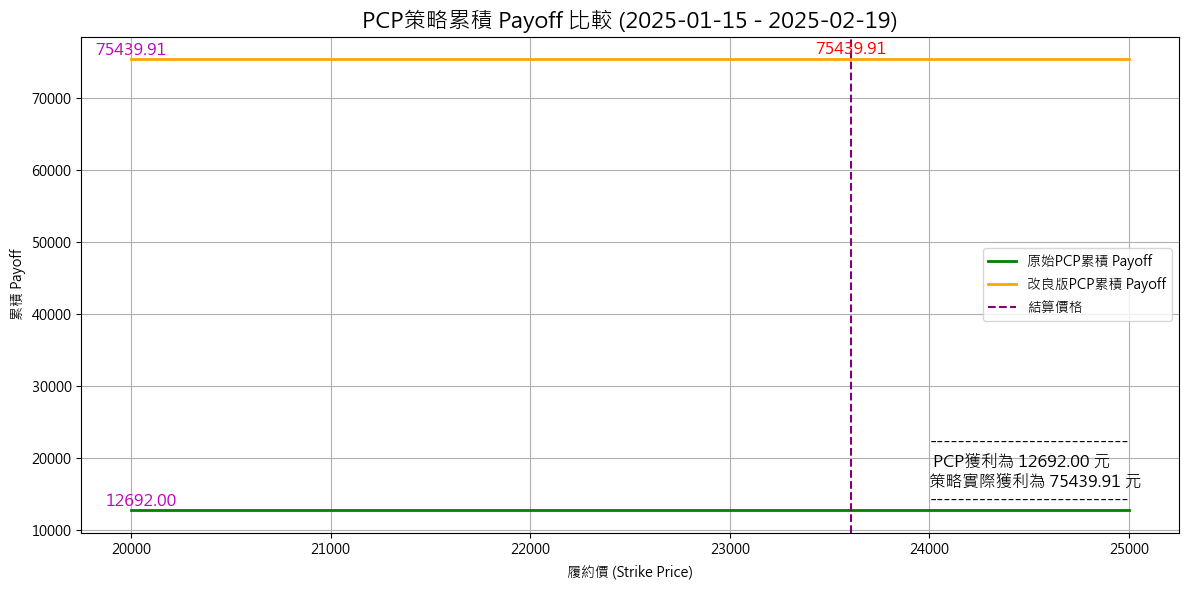 PCP策略累積 Payoff 比較 (2025-01-15 - 2025-02-19)
75439.91
75439.91
累積 Payoff
70000
60000
50000
40000
30000
20000
10000
原始PCP累積 Payoff
改良版PCP累積 Payoff
結算價格
PCP獲利為 12692.00 元
策略實際獲利為 75439.91 元
12692.00
20000
21000
22000
23000
24000
25000
履約價 (Strike Price)